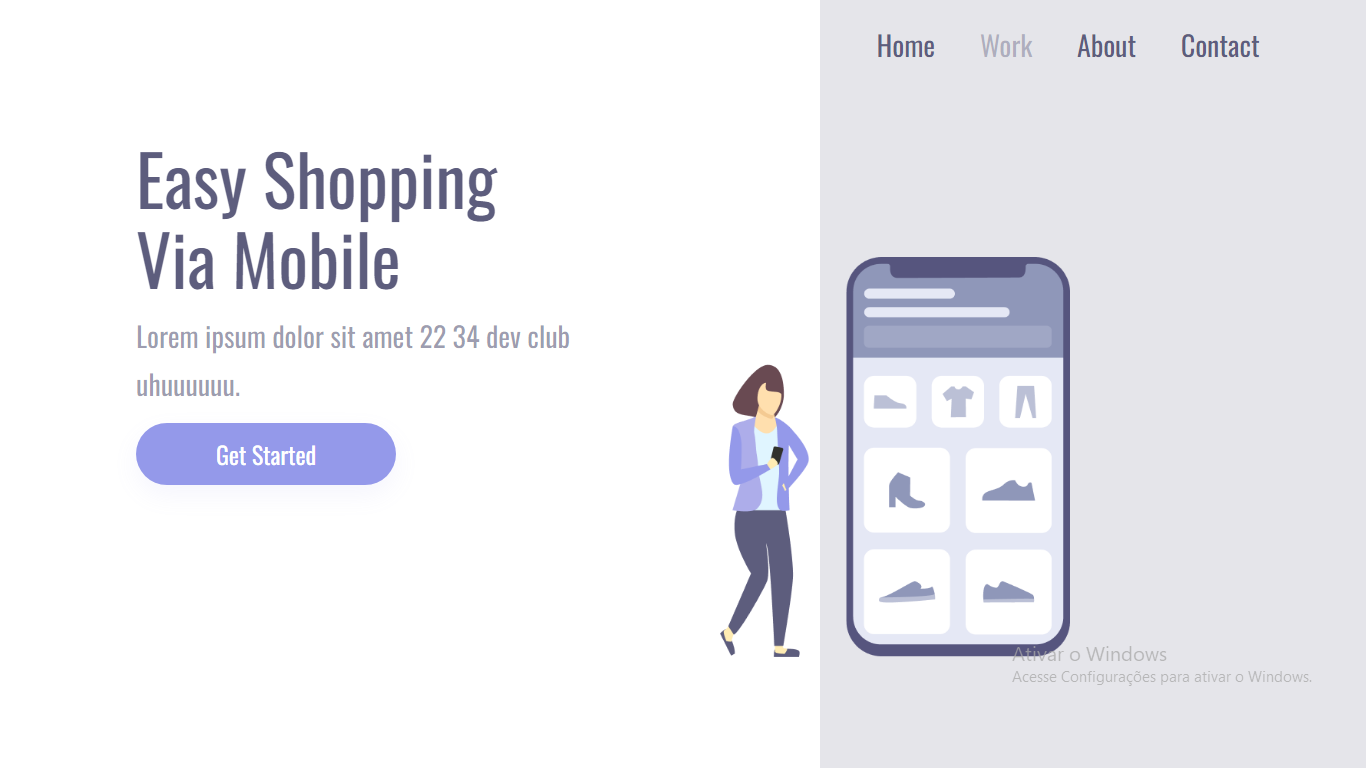 Home Work About Contact
Easy Shopping
Via Mobile
Lorem ipsum dolor sit amet 22 34 dev club
uhuuuuuu.
Get Started
Ativar o Windows
Acesse Configurações para ativar o Windows.